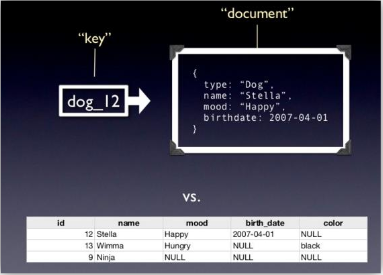 "document"
"key"
dog_12
{
type: "Dog",
name: "Stella",
mood: "Happy",
birthdate: 2007-04-01
}
vs.
id name mood birth_date color
12 Stella Happy 2007-04-01 NULL
13 Wimma Hungry NULL black
9 Ninja NULL NULL NULL